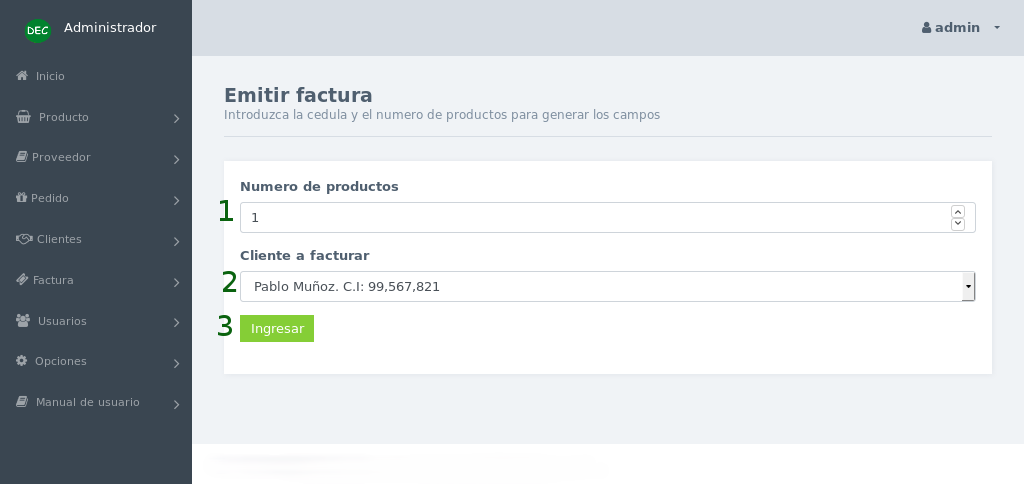 DEC Administrador
admin
Inicio
Producto
Proveedor
Pedido
Clientes
Factura
Usuarios
Opciones
Manual de usuario
Emitir factura
Introduzca la cedula y el numero de productos para generar los campos
Numero de productos
1 1
Cliente a facturar
2 Pablo Muñoz. C.I: 99,567,821
3 Ingresar